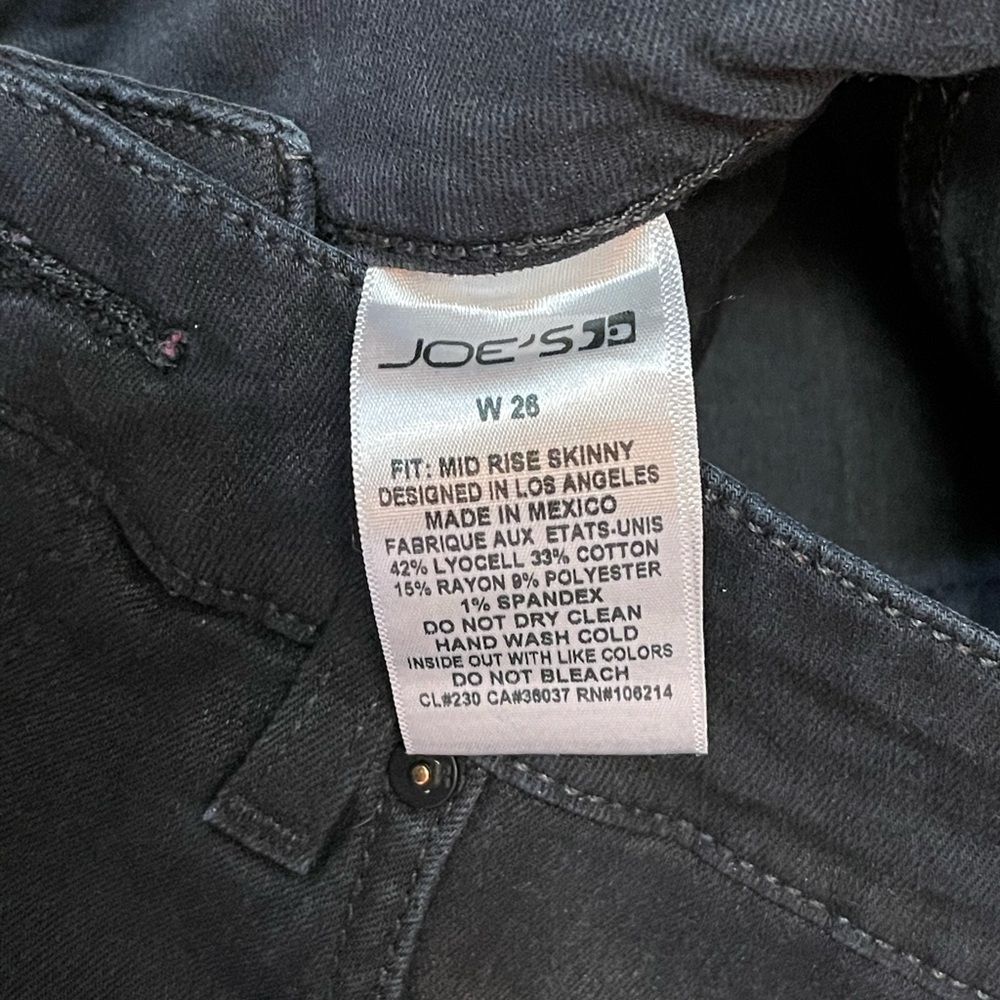 JOE'S
W 26
FIT: MID RISE SKINNY
DESIGNED IN LOS ANGELES
MADE IN MEXICO
FABRIQUE AUX ETATS-UNIS
42% LYOCELL 33% COTTON
15% RAYON 9% POLYESTER
1% SPANDEX
DO NOT DRY CLEAN
HAND WASH COLD
INSIDE OUT WITH LIKE COLORS
DO NOT BLEACH
CL#230 CA#36037 RN#106214